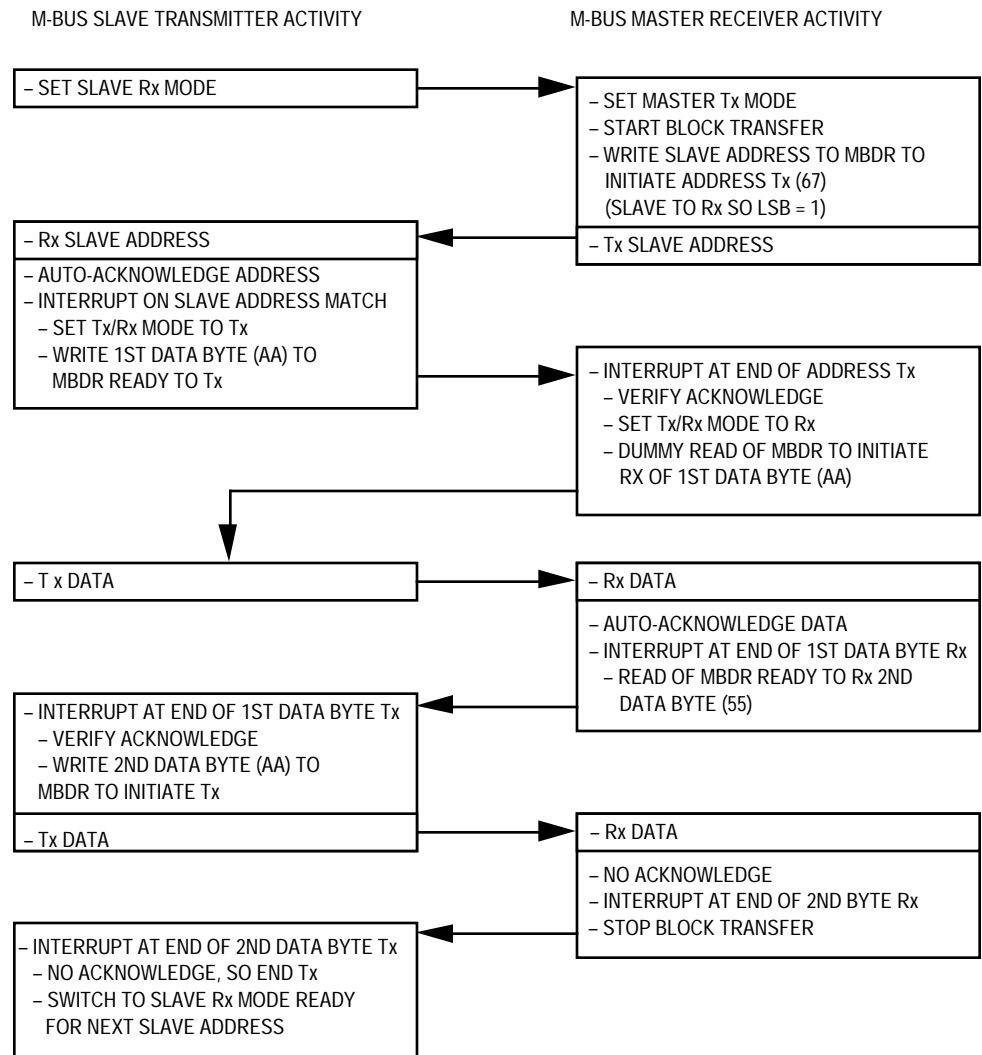 M-BUS SLAVE TRANSMITTER ACTIVITY
M-BUS MASTER RECEIVER ACTIVITY
– SET SLAVE Rx MODE
– SET MASTER Tx MODE
– START BLOCK TRANSFER
– WRITE SLAVE ADDRESS TO MBDR TO
INITIATE ADDRESS Tx (67)
(SLAVE TO Rx SO LSB = 1)
– Tx SLAVE ADDRESS
– Rx SLAVE ADDRESS
– AUTO-ACKNOWLEDGE ADDRESS
– INTERRUPT ON SLAVE ADDRESS MATCH
– SET Tx/Rx MODE TO Tx
– WRITE 1ST DATA BYTE (AA) TO
MBDR READY TO Tx
– INTERRUPT AT END OF ADDRESS Tx
– VERIFY ACKNOWLEDGE
– SET Tx/Rx MODE TO Rx
– DUMMY READ OF MBDR TO INITIATE
RX OF 1ST DATA BYTE (AA)
– T x DATA
– Rx DATA
– AUTO-ACKNOWLEDGE DATA
– INTERRUPT AT END OF 1ST DATA BYTE Rx
– READ OF MBDR READY TO Rx 2ND
DATA BYTE (55)
– INTERRUPT AT END OF 1ST DATA BYTE Tx
– VERIFY ACKNOWLEDGE
– WRITE 2ND DATA BYTE (AA) TO
MBDR TO INITIATE Tx
– Tx DATA
– Rx DATA
– NO ACKNOWLEDGE
– INTERRUPT AT END OF 2ND BYTE Rx
– STOP BLOCK TRANSFER
– INTERRUPT AT END OF 2ND DATA BYTE Tx
– NO ACKNOWLEDGE, SO END Tx
– SWITCH TO SLAVE Rx MODE READY
FOR NEXT SLAVE ADDRESS